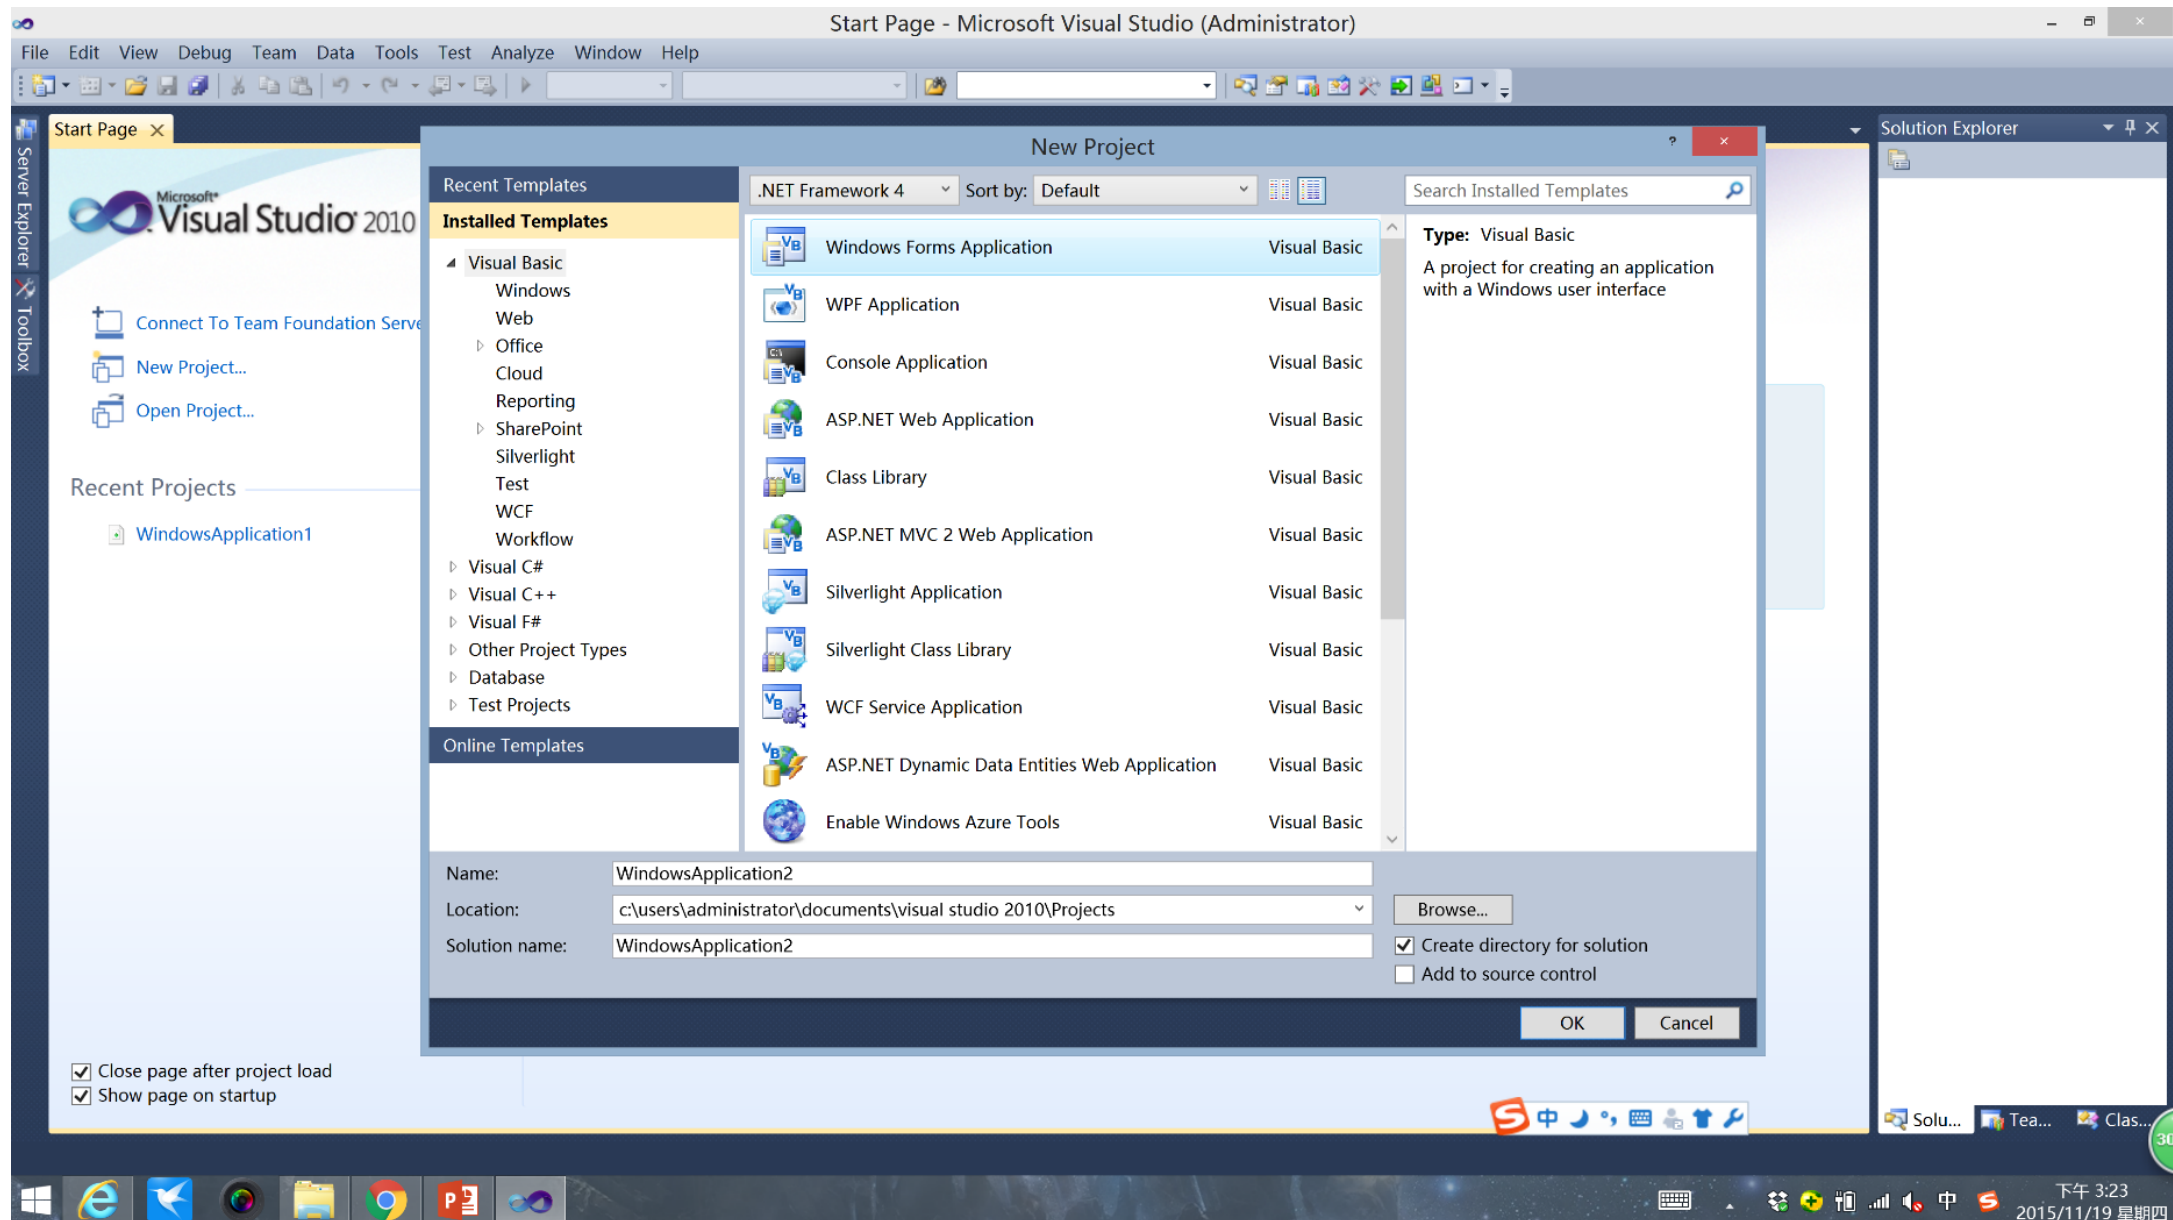 Start Page - Microsoft Visual Studio (Administrator)
File Edit View Debug Team Data Tools Test Analyze Window Help
Server Explorer
Toolbox
Start Page
Microsoft
Visual Studio 2010
Connect To Team Foundation Serve
New Project...
Open Project...
Recent Projects
WindowsApplication1
Close page after project load
Show page on startup
New Project
?
Recent Templates
Installed Templates
Visual Basic
Windows
Web
Office
Cloud
Reporting
SharePoint
Silverlight
Test
WCF
Workflow
Visual C#
Visual C++
Visual F#
Other Project Types
Database
Test Projects
Online Templates
.NET Framework 4 Sort by: Default
Search Installed Templates
Windows Forms Application Visual Basic
WPF Application Visual Basic
Console Application Visual Basic
ASP.NET Web Application Visual Basic
Class Library Visual Basic
ASP.NET MVC 2 Web Application Visual Basic
Silverlight Application Visual Basic
Silverlight Class Library Visual Basic
WCF Service Application Visual Basic
ASP.NET Dynamic Data Entities Web Application Visual Basic
Enable Windows Azure Tools Visual Basic
Type: Visual Basic
A project for creating an application
with a Windows user interface
Name: WindowsApplication2
Location: c:\users\administrator\documents\visual studio 2010\Projects Browse...
Solution name: WindowsApplication2
Create directory for solution
Add to source control
OK Cancel
Solution Explorer
中
Solu... Tea... Clas...
30
中
下午 3:23
2015/11/19 星期四